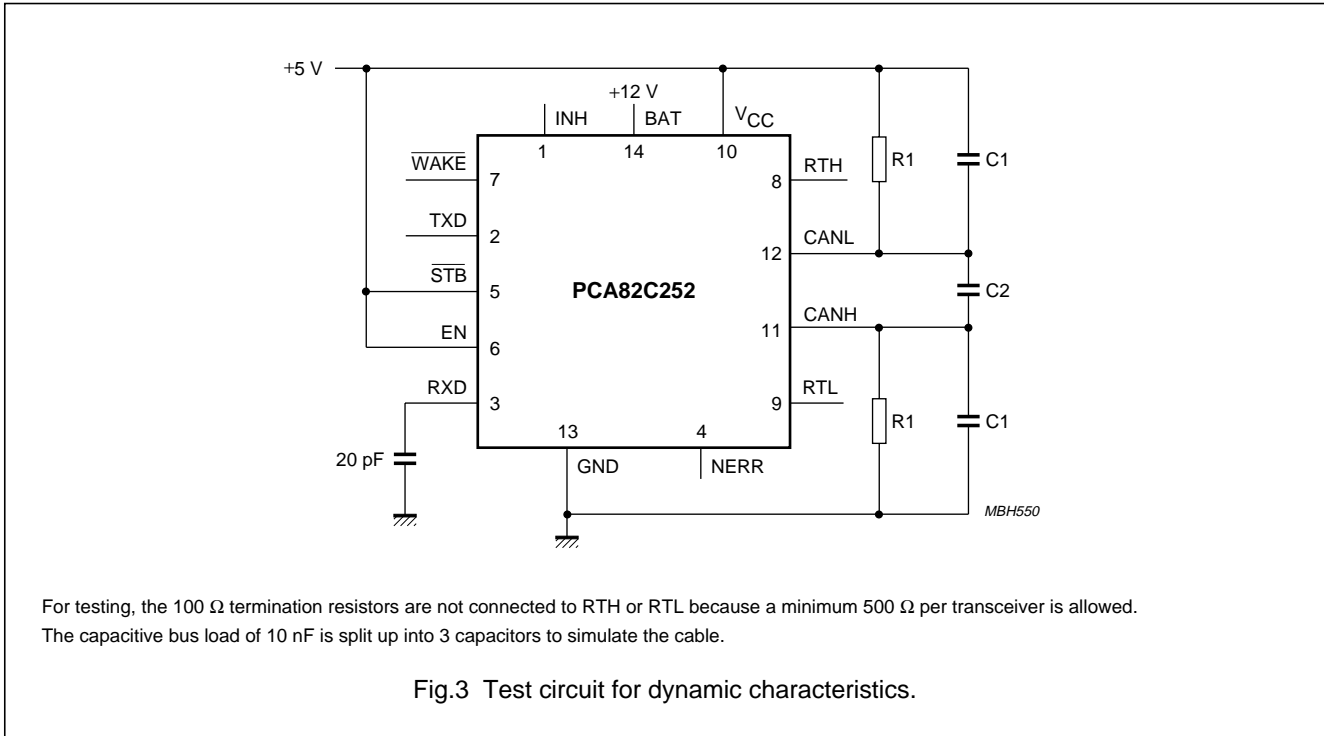 +5 V
+12 V
INH
BAT
VCC
1
14
10
WAKE
7
8
RTH
R1
C1
TXD
2
12
CANL
STB
5
PCA82C252
C2
EN
6
11
CANH
RXD
3
9
RTL
R1
C1
13
4
20 pF
GND
NERR
MBH550
For testing, the 100 Ω termination resistors are not connected to RTH or RTL because a minimum 500 Ω per transceiver is allowed.
The capacitive bus load of 10 nF is split up into 3 capacitors to simulate the cable.
Fig.3 Test circuit for dynamic characteristics.